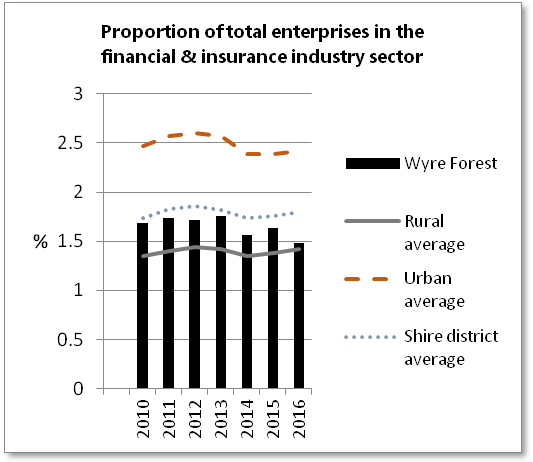 Proportion of total enterprises in the
financial & insurance industry sector
3
2.5
2
1.5
1
0.5
0
%
2010
2011
2012
2013
2014
2015
2016
Wyre Forest
Rural
average
Urban
average
Shire district
average